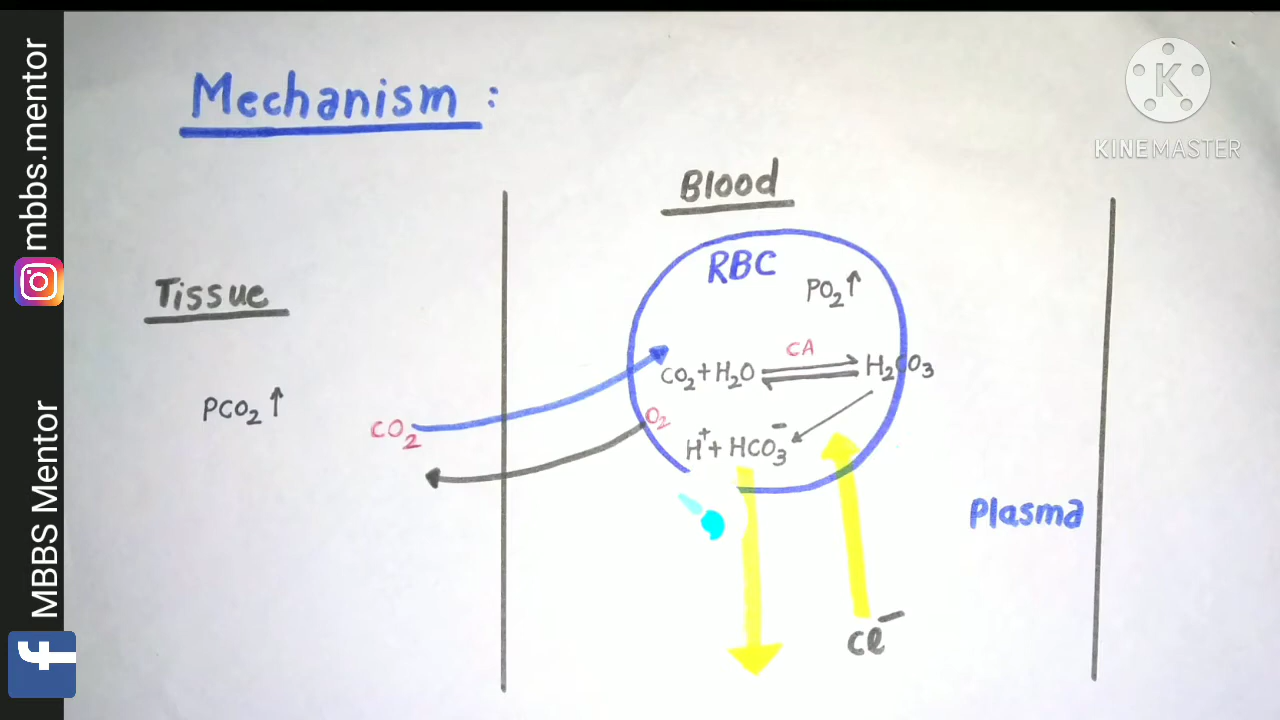 Mechanism :
KINEMASTER
Blood
RBC
PO₂↑
Tissue
PCO₂↑
CA
CO₂+H₂O ⇌ H₂CO₃
CO₂
O₂
H⁺+ HCO₃⁻
Plasma
Cl⁻
mbbs.mentor
MBBS Mentor